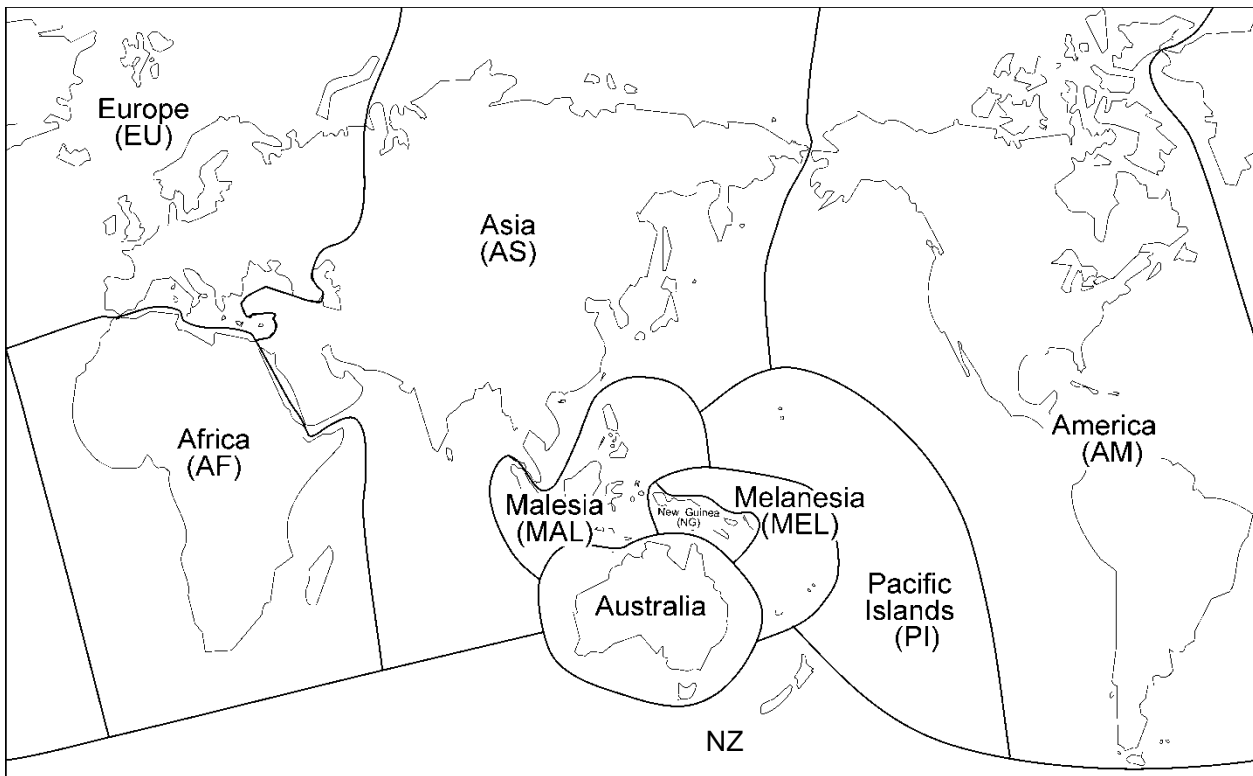 Europe
(EU)
Asia
(AS)
Africa
(AF)
America
(AM)
Malesia
(MAL)
New Guinea
(NG)
Melanesia
(MEL)
Australia
Pacific
Islands
(PI)
NZ